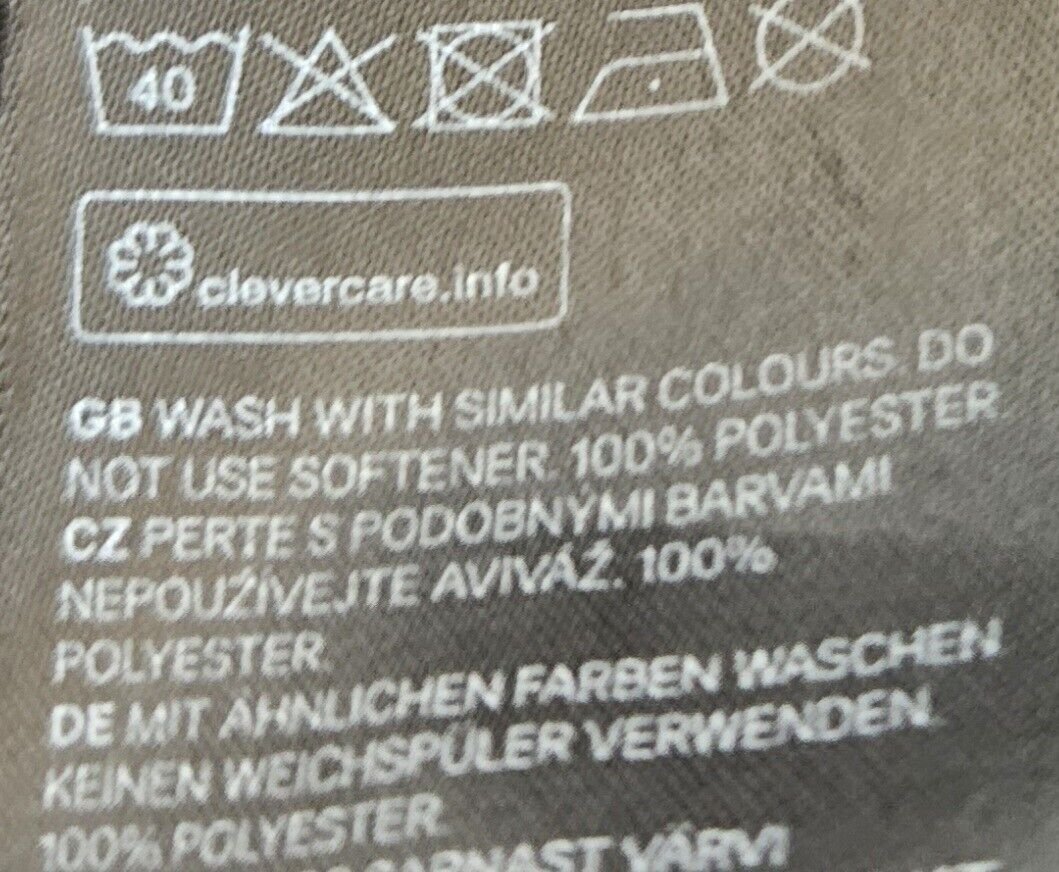 40
clevercare.info
GB WASH WITH SIMILAR COLOURS. DO
NOT USE SOFTENER. 100% POLYESTER
CZ PERTE S PODOBNÝMI BARVAMI
NEPOUŽÍVEJTE AVIVÁŽ. 100%
POLYESTER
DE MIT ÄHNLICHEN FARBEN WASCHEN
KEINEN WEICHSPÜLER VERWENDEN.
100% POLYESTER
VÄRVI